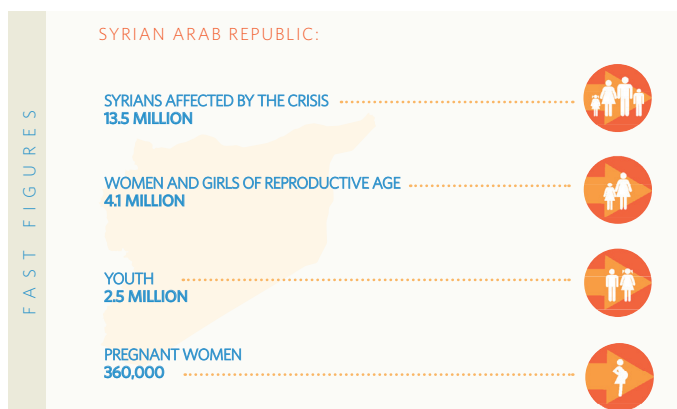 FAST FIGURES
SYRIAN ARAB REPUBLIC:
SYRIANS AFFECTED BY THE CRISIS
13.5 MILLION
WOMEN AND GIRLS OF REPRODUCTIVE AGE
4.1 MILLION
YOUTH
2.5 MILLION
PREGNANT WOMEN
360,000